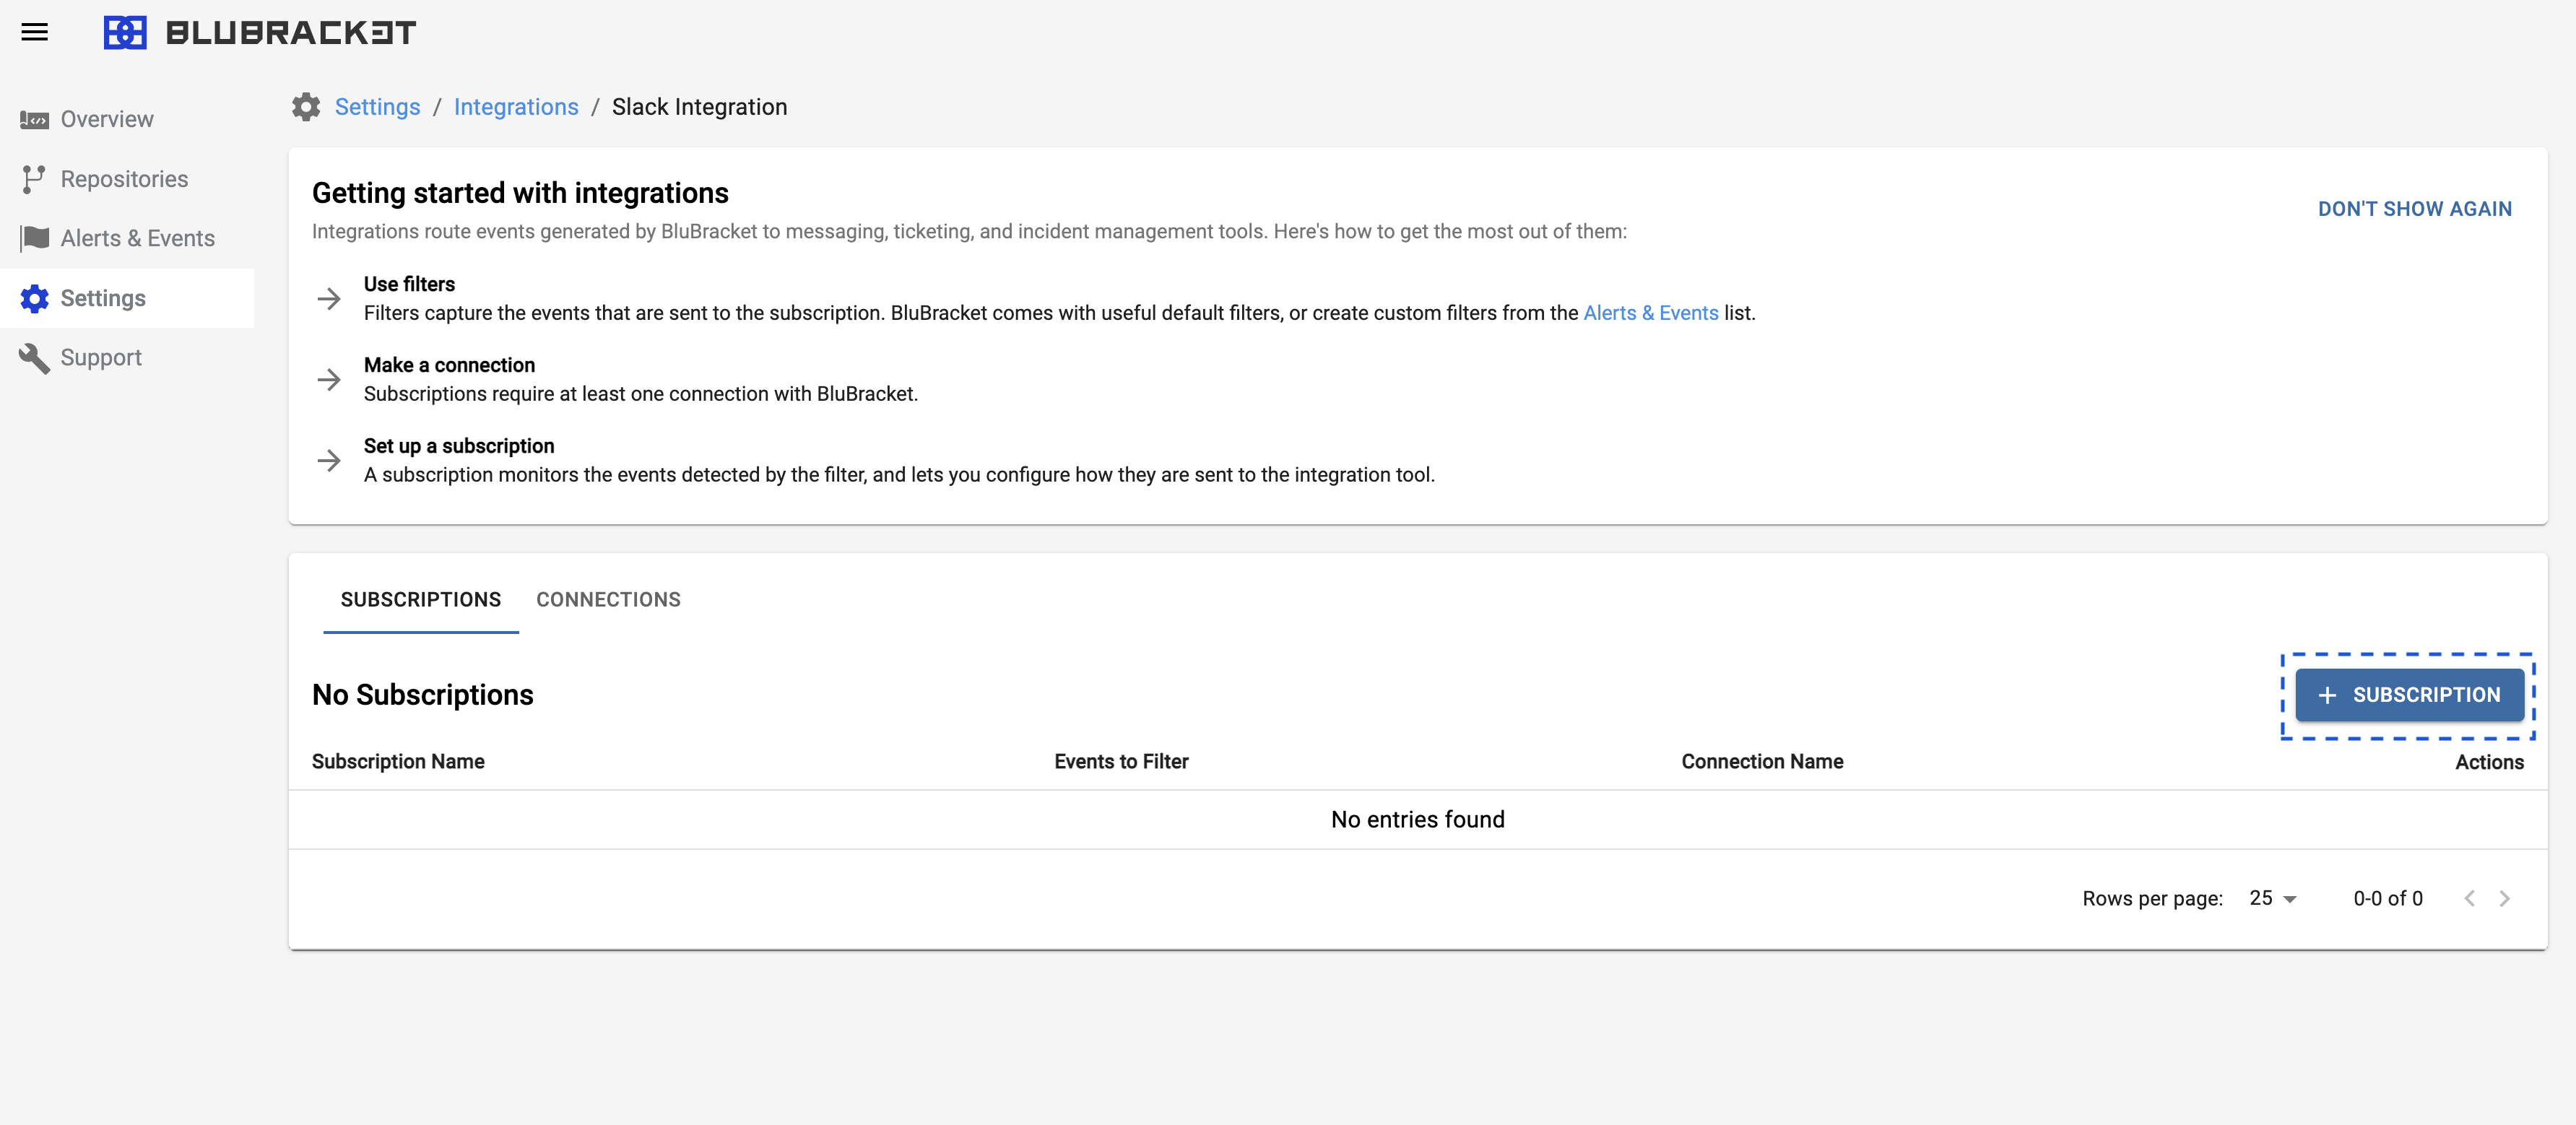 BLUBRACKET
Overview
Repositories
Alerts & Events
Settings
Support
Settings / Integrations / Slack Integration
Getting started with integrations
DON'T SHOW AGAIN
Integrations route events generated by BluBracket to messaging, ticketing, and incident management tools. Here's how to get the most out of them:
Use filters
Filters capture the events that are sent to the subscription. BluBracket comes with useful default filters, or create custom filters from the Alerts & Events list.
Make a connection
Subscriptions require at least one connection with BluBracket.
Set up a subscription
A subscription monitors the events detected by the filter, and lets you configure how they are sent to the integration tool.
SUBSCRIPTIONS CONNECTIONS
No Subscriptions
+ SUBSCRIPTION
Subscription Name Events to Filter Connection Name Actions
No entries found
Rows per page: 25 0-0 of 0